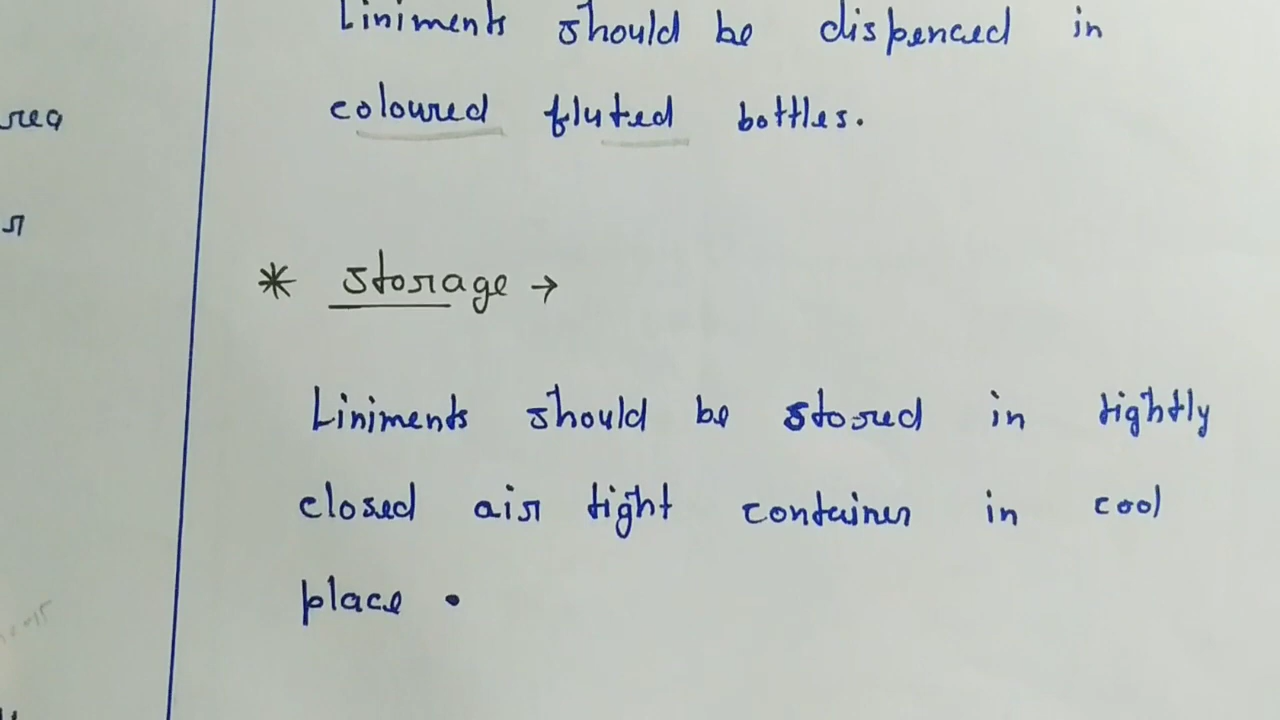 Liniments should be dispenced in
coloured fluted bottles.
* storage →
Liniments should be stored in tightly
closed air tight container in cool
place .